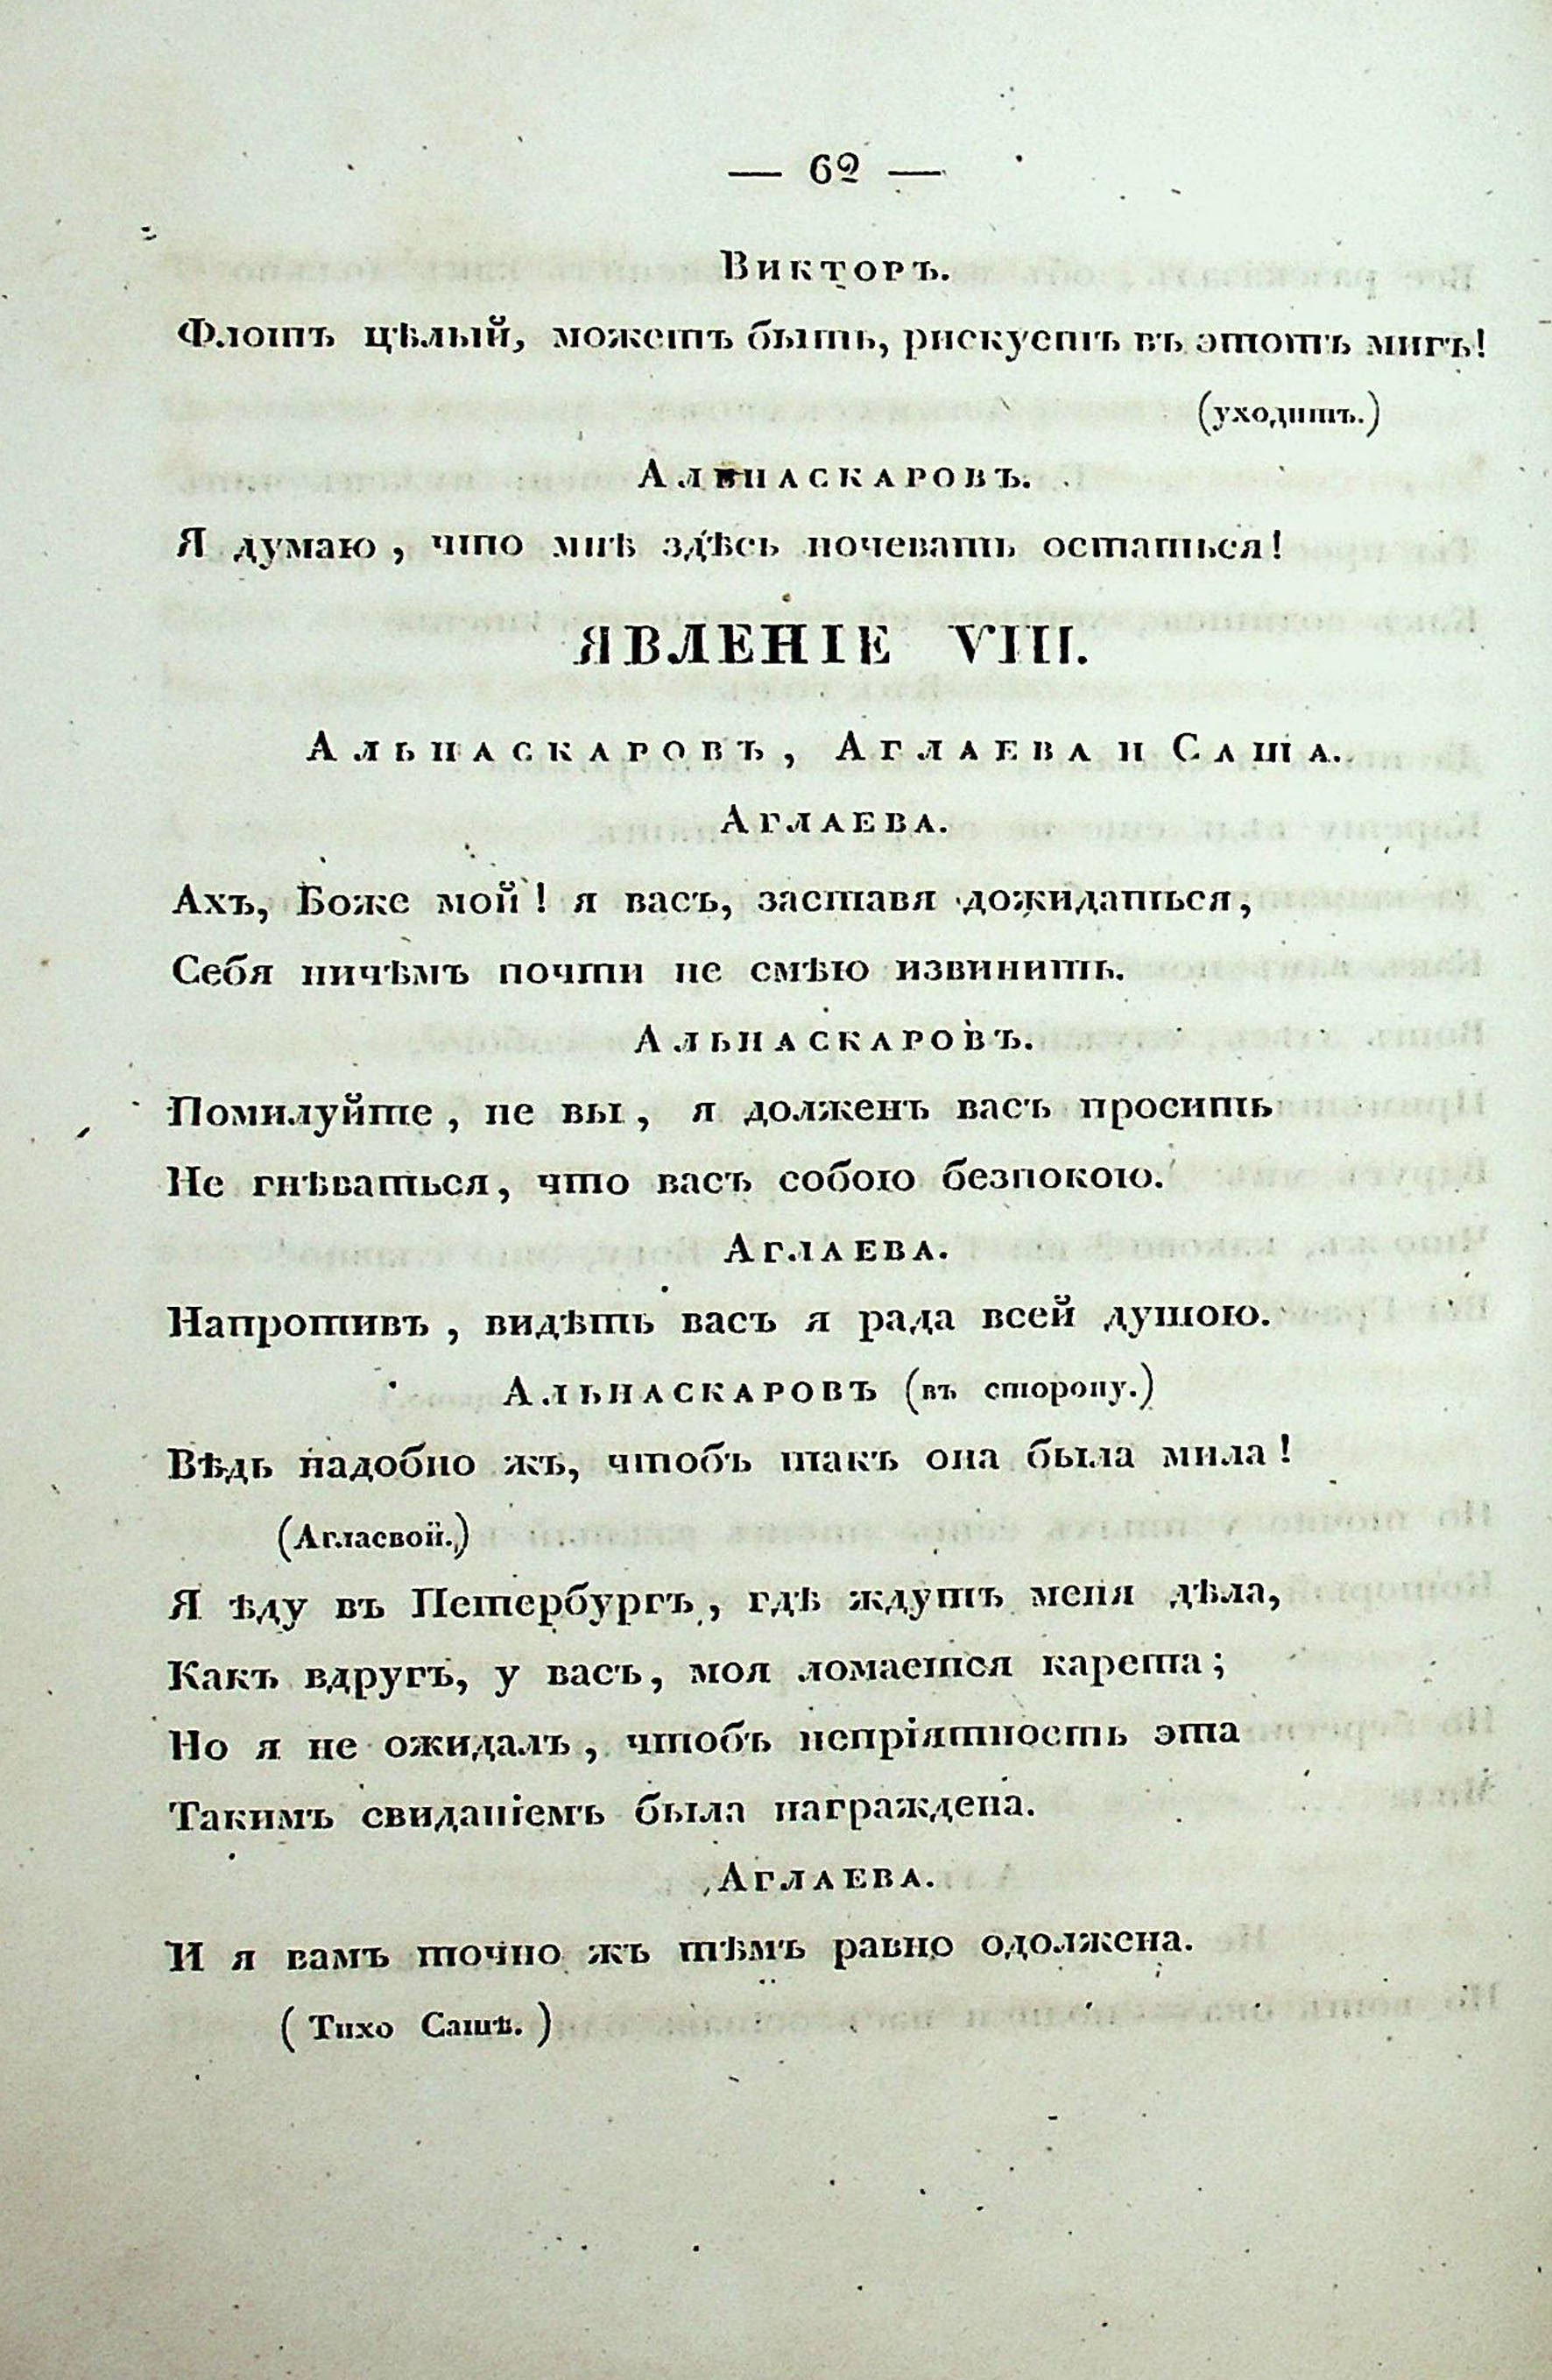 — 62 —
Викторъ.
Флотъ цѣлый, можетъ быть, рискуетъ въ этотъ мигъ!
(уходитъ.)
Альнаскаровъ.
Я думаю, что мнѣ здѣсь ночевать остаться!
ЯВЛЕНІЕ VIII.
Альнаскаровъ, Аглаева и Саша.
Аглаева.
Ахъ, Боже мой! я васъ, заставя дожидаться,
Себя ничѣмъ почти не смѣю извинить.
Альнаскаровъ.
Помилуйте, не вы, я долженъ васъ просить
Не гнѣваться, что васъ собою безпокою.
Аглаева.
Напротивъ, видѣть васъ я рада всей душою.
Альнаскаровъ (въ сторону.)
Вѣдь надобно жъ, чтобъ такъ она была мила!
(Аглаевой.)
Я ѣду въ Петербургъ, гдѣ ждутъ меня дѣла,
Какъ вдругъ, у васъ, моя ломается карета;
Но я не ожидалъ, чтобъ непріятность эта
Такимъ свиданіемъ была награждена.
Аглаева.
И я вамъ точно жъ тѣмъ равно одолжена.
(Тихо Сашѣ.)